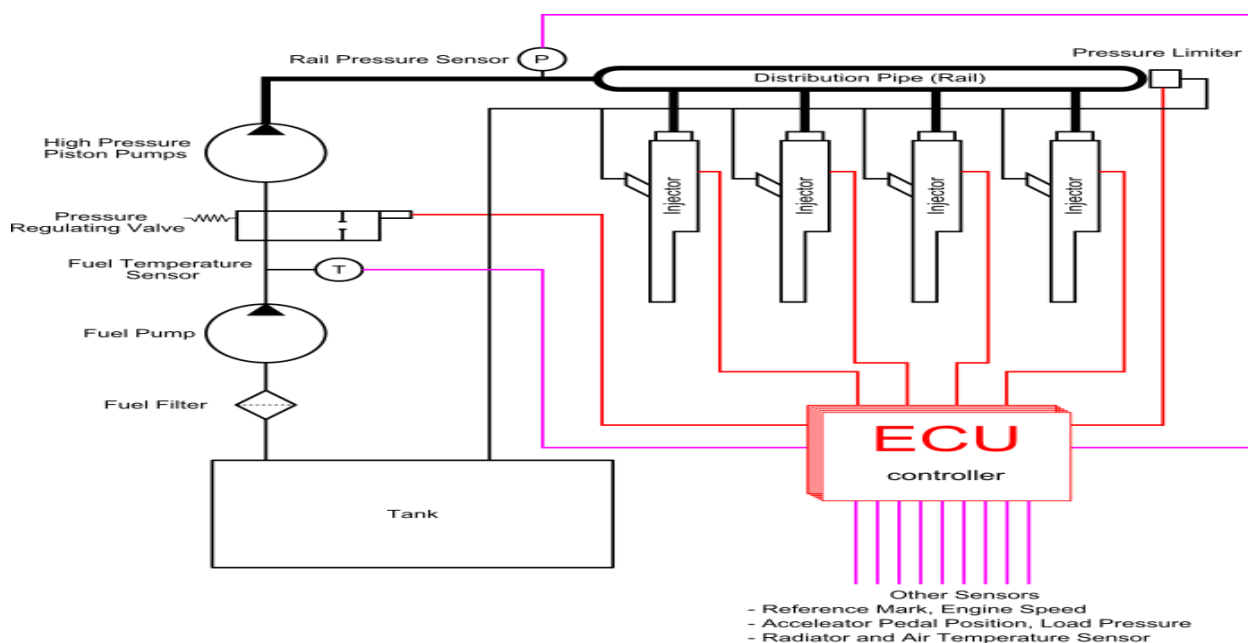 Rail Pressure Sensor
P
Pressure Limiter
Distribution Pipe (Rail)
High Pressure
Piston Pumps
Injector
Injector
Injector
Injector
Pressure
Regulating Valve
Fuel Temperature
Sensor
T
Fuel Pump
Fuel Filter
ECU
controller
Tank
Other Sensors
- Reference Mark, Engine Speed
- Acceleator Pedal Position, Load Pressure
- Radiator and Air Temperature Sensor